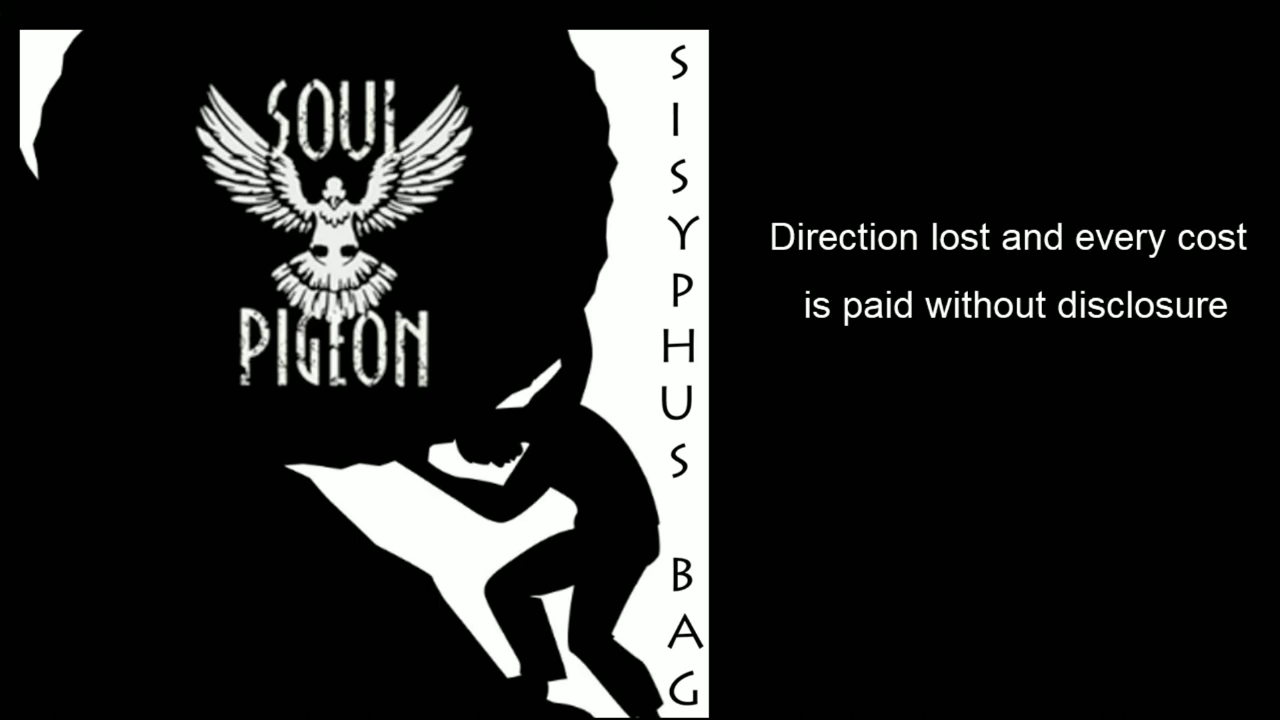 SOUL
PIGEON
SISYPHUS BAG
Direction lost and every cost
is paid without disclosure